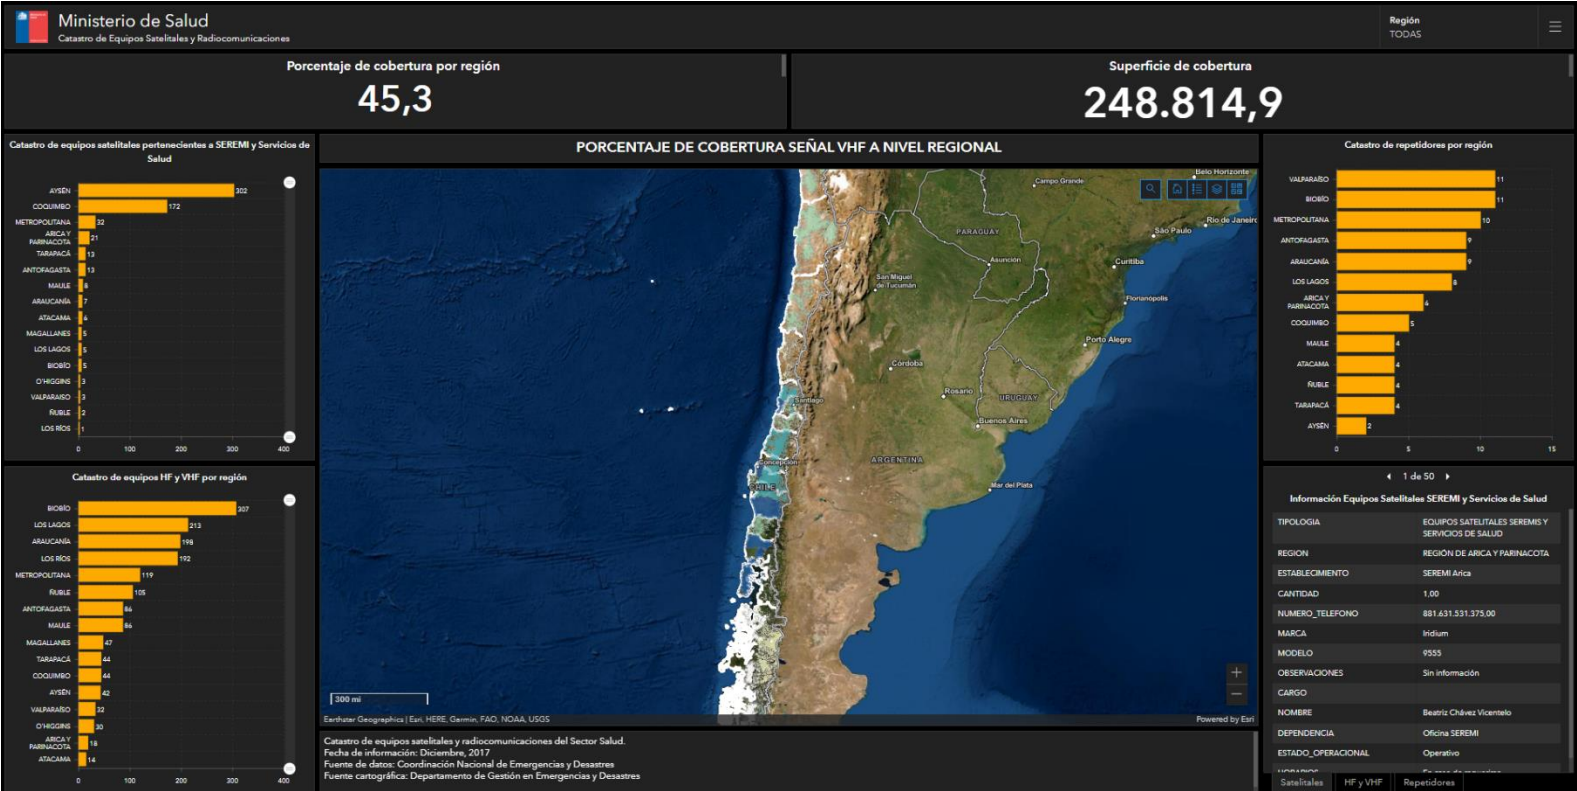 Ministerio de Salud
Catastro de Equipos Satelitales y Radiocomunicaciones
Región
TODAS
Porcentaje de cobertura por región
45,3
Superficie de cobertura
248.814,9
Catastro de equipos satelitales pertenecientes a SEREMI y Servicios de
Salud
AYSÉN 302
COQUIMBO 172
METROPOLITANA 32
ARICA Y
PARINACOTA 21
TARAPACÁ 13
ANTOFAGASTA 13
MAULE 8
ARAUCANÍA 7
ATACAMA 6
MAGALLANES 5
LOS LAGOS 5
BIOBÍO 5
O'HIGGINS 3
VALPARAISO 3
ÑUBLE 2
LOS RÍOS 1
0 100 200 300 400
Catastro de equipos HF y VHF por región
BIOBÍO 307
LOS LAGOS 213
ARAUCANÍA 198
LOS RÍOS 192
METROPOLITANA 119
ÑUBLE 105
ANTOFAGASTA 86
MAULE 86
MAGALLANES 47
TARAPACÁ 44
COQUIMBO 44
AYSÉN 42
VALPARAÍSO 32
O'HIGGINS 30
ARICA Y
PARINACOTA 18
ATACAMA 14
0 100 200 300 400
PORCENTAJE DE COBERTURA SEÑAL VHF A NIVEL REGIONAL
Belo Horizonte
Campo Grande
Rio de Janeiro
São Paulo
PARAGUAY
Asunción
Curitiba
San Miguel
de Tucumán
Florianópolis
Porto Alegre
Córdoba
Rosario
URUGUAY
Santiago
Buenos Aires
Concepción
ARGENTINA
CHILE
Mar del Plata
300 mi
Earthstar Geographics | Esri, HERE, Garmin, FAO, NOAA, USGS
Powered by Esri
Catastro de equipos satelitales y radiocomunicaciones del Sector Salud.
Fecha de información: Diciembre, 2017
Fuente de datos: Coordinación Nacional de Emergencias y Desastres
Fuente cartográfica: Departamento de Gestión en Emergencias y Desastres
Catastro de repetidores por región
VALPARAÍSO 11
BIOBÍO 11
METROPOLITANA 10
ANTOFAGASTA 9
ARAUCANÍA 9
LOS LAGOS 8
ARICA Y
PARINACOTA 6
COQUIMBO 5
MAULE 4
ATACAMA 4
ÑUBLE 4
TARAPACÁ 4
AYSÉN 2
0 5 10 15
1 de 50
Información Equipos Satelitales SEREMI y Servicios de Salud
TIPOLOGIA EQUIPOS SATELITALES SEREMIS Y
SERVICIOS DE SALUD
REGION REGIÓN DE ARICA Y PARINACOTA
ESTABLECIMIENTO SEREMI Arica
CANTIDAD 1,00
NUMERO_TELEFONO 881.631.531.375,00
MARCA Iridium
MODELO 9555
OBSERVACIONES Sin información
CARGO
NOMBRE Beatriz Chávez Vicentelo
DEPENDENCIA Oficina SEREMI
ESTADO_OPERACIONAL Operativo
Satelitales HF y VHF Repetidores